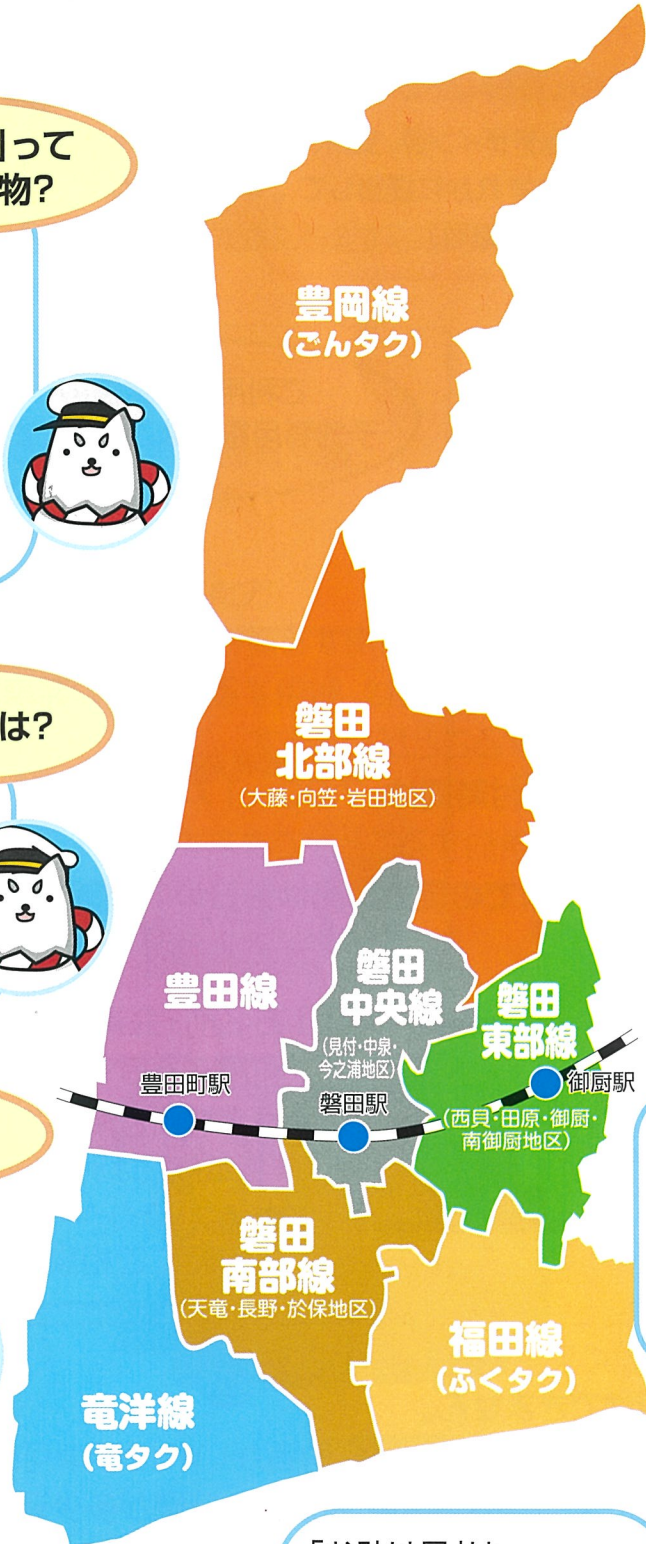 って
物?
豊岡線
(ごんタク)
は?
磐田
北部線
(大藤・向笠・岩田地区)
豊田線
磐田
中央線
(見付・中泉・
今之浦地区)
磐田
東部線
(西貝・田原・御厨・
南御厨地区)
豊田町駅
磐田駅
御厨駅
磐田
南部線
(天竜・長野・於保地区)
福田線
(ふくタク)
竜洋線
(竜タク)